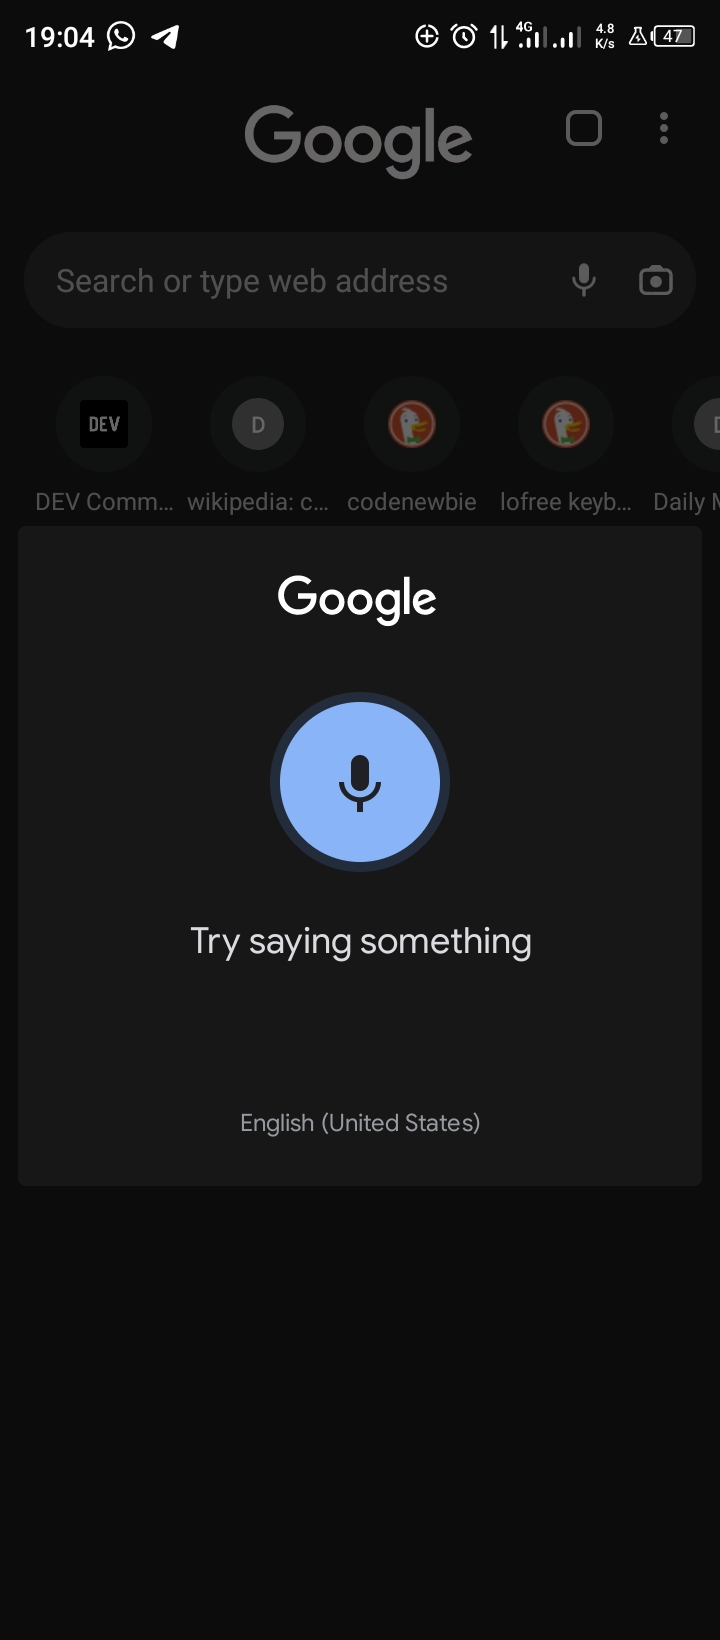 19:04
4G
4.8
K/s
47
Google
Search or type web address
DEV
D
DEV Comm...
wikipedia: c...
codenewbie
lofree keyb...
Daily
Google
Try saying something
English (United States)